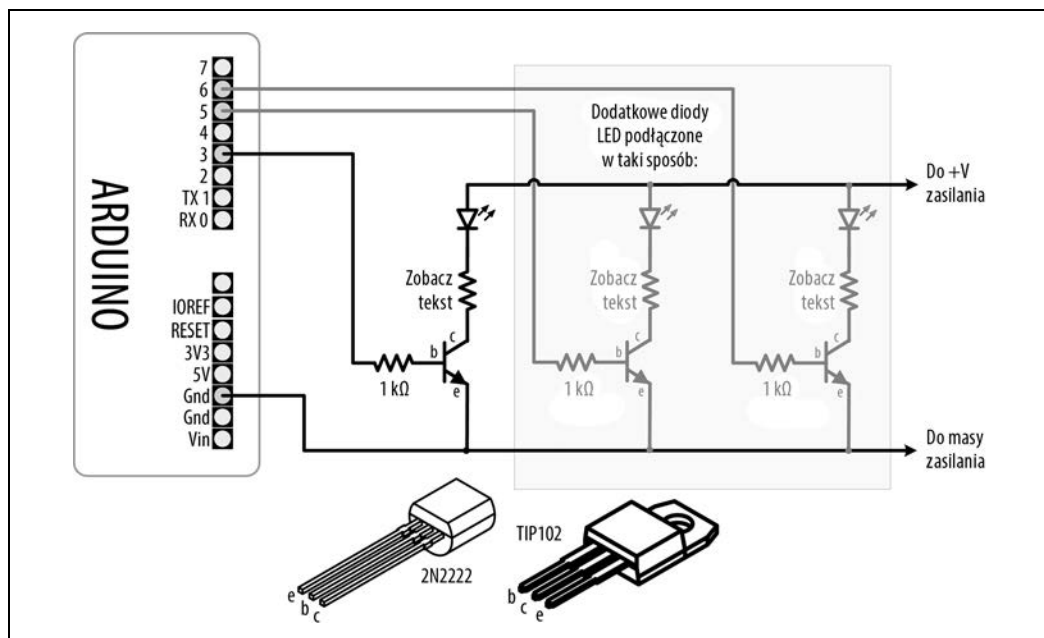 ARDUINO
7
6
5
4
3
2
TX 1
RX 0
IOREF
RESET
3V3
5V
Gnd
Gnd
Vin
Dodatkowe diody
LED podłączone
w taki sposób:
Do +V
zasilania
Zobacz
tekst
Zobacz
tekst
Zobacz
tekst
c
b
e
1 kΩ
c
b
e
1 kΩ
c
b
e
1 kΩ
Do masy
zasilania
2N2222
e
b
c
TIP102
b
c
e